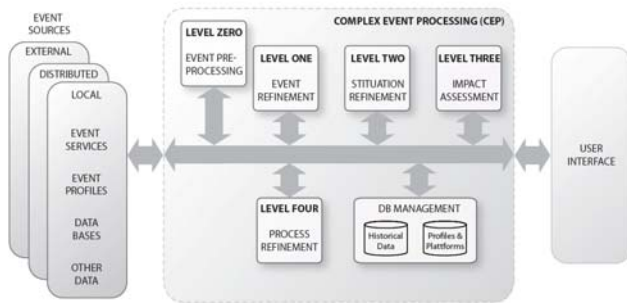 EVENT
SOURCES
EXTERNAL
DISTRIBUTED
LOCAL
EVENT
SERVICES
EVENT
PROFILES
DATA
BASES
OTHER
DATA
COMPLEX EVENT PROCESSING (CEP)
LEVEL ZERO
EVENT PRE-
PROCESSING
LEVEL ONE
EVENT
REFINEMENT
LEVEL TWO
STITUATION
REFINEMENT
LEVEL THREE
IMPACT
ASSESSMENT
LEVEL FOUR
PROCESS
REFINEMENT
DB MANAGEMENT
Historical
Data
Profiles &
Plattforms
USER
INTERFACE